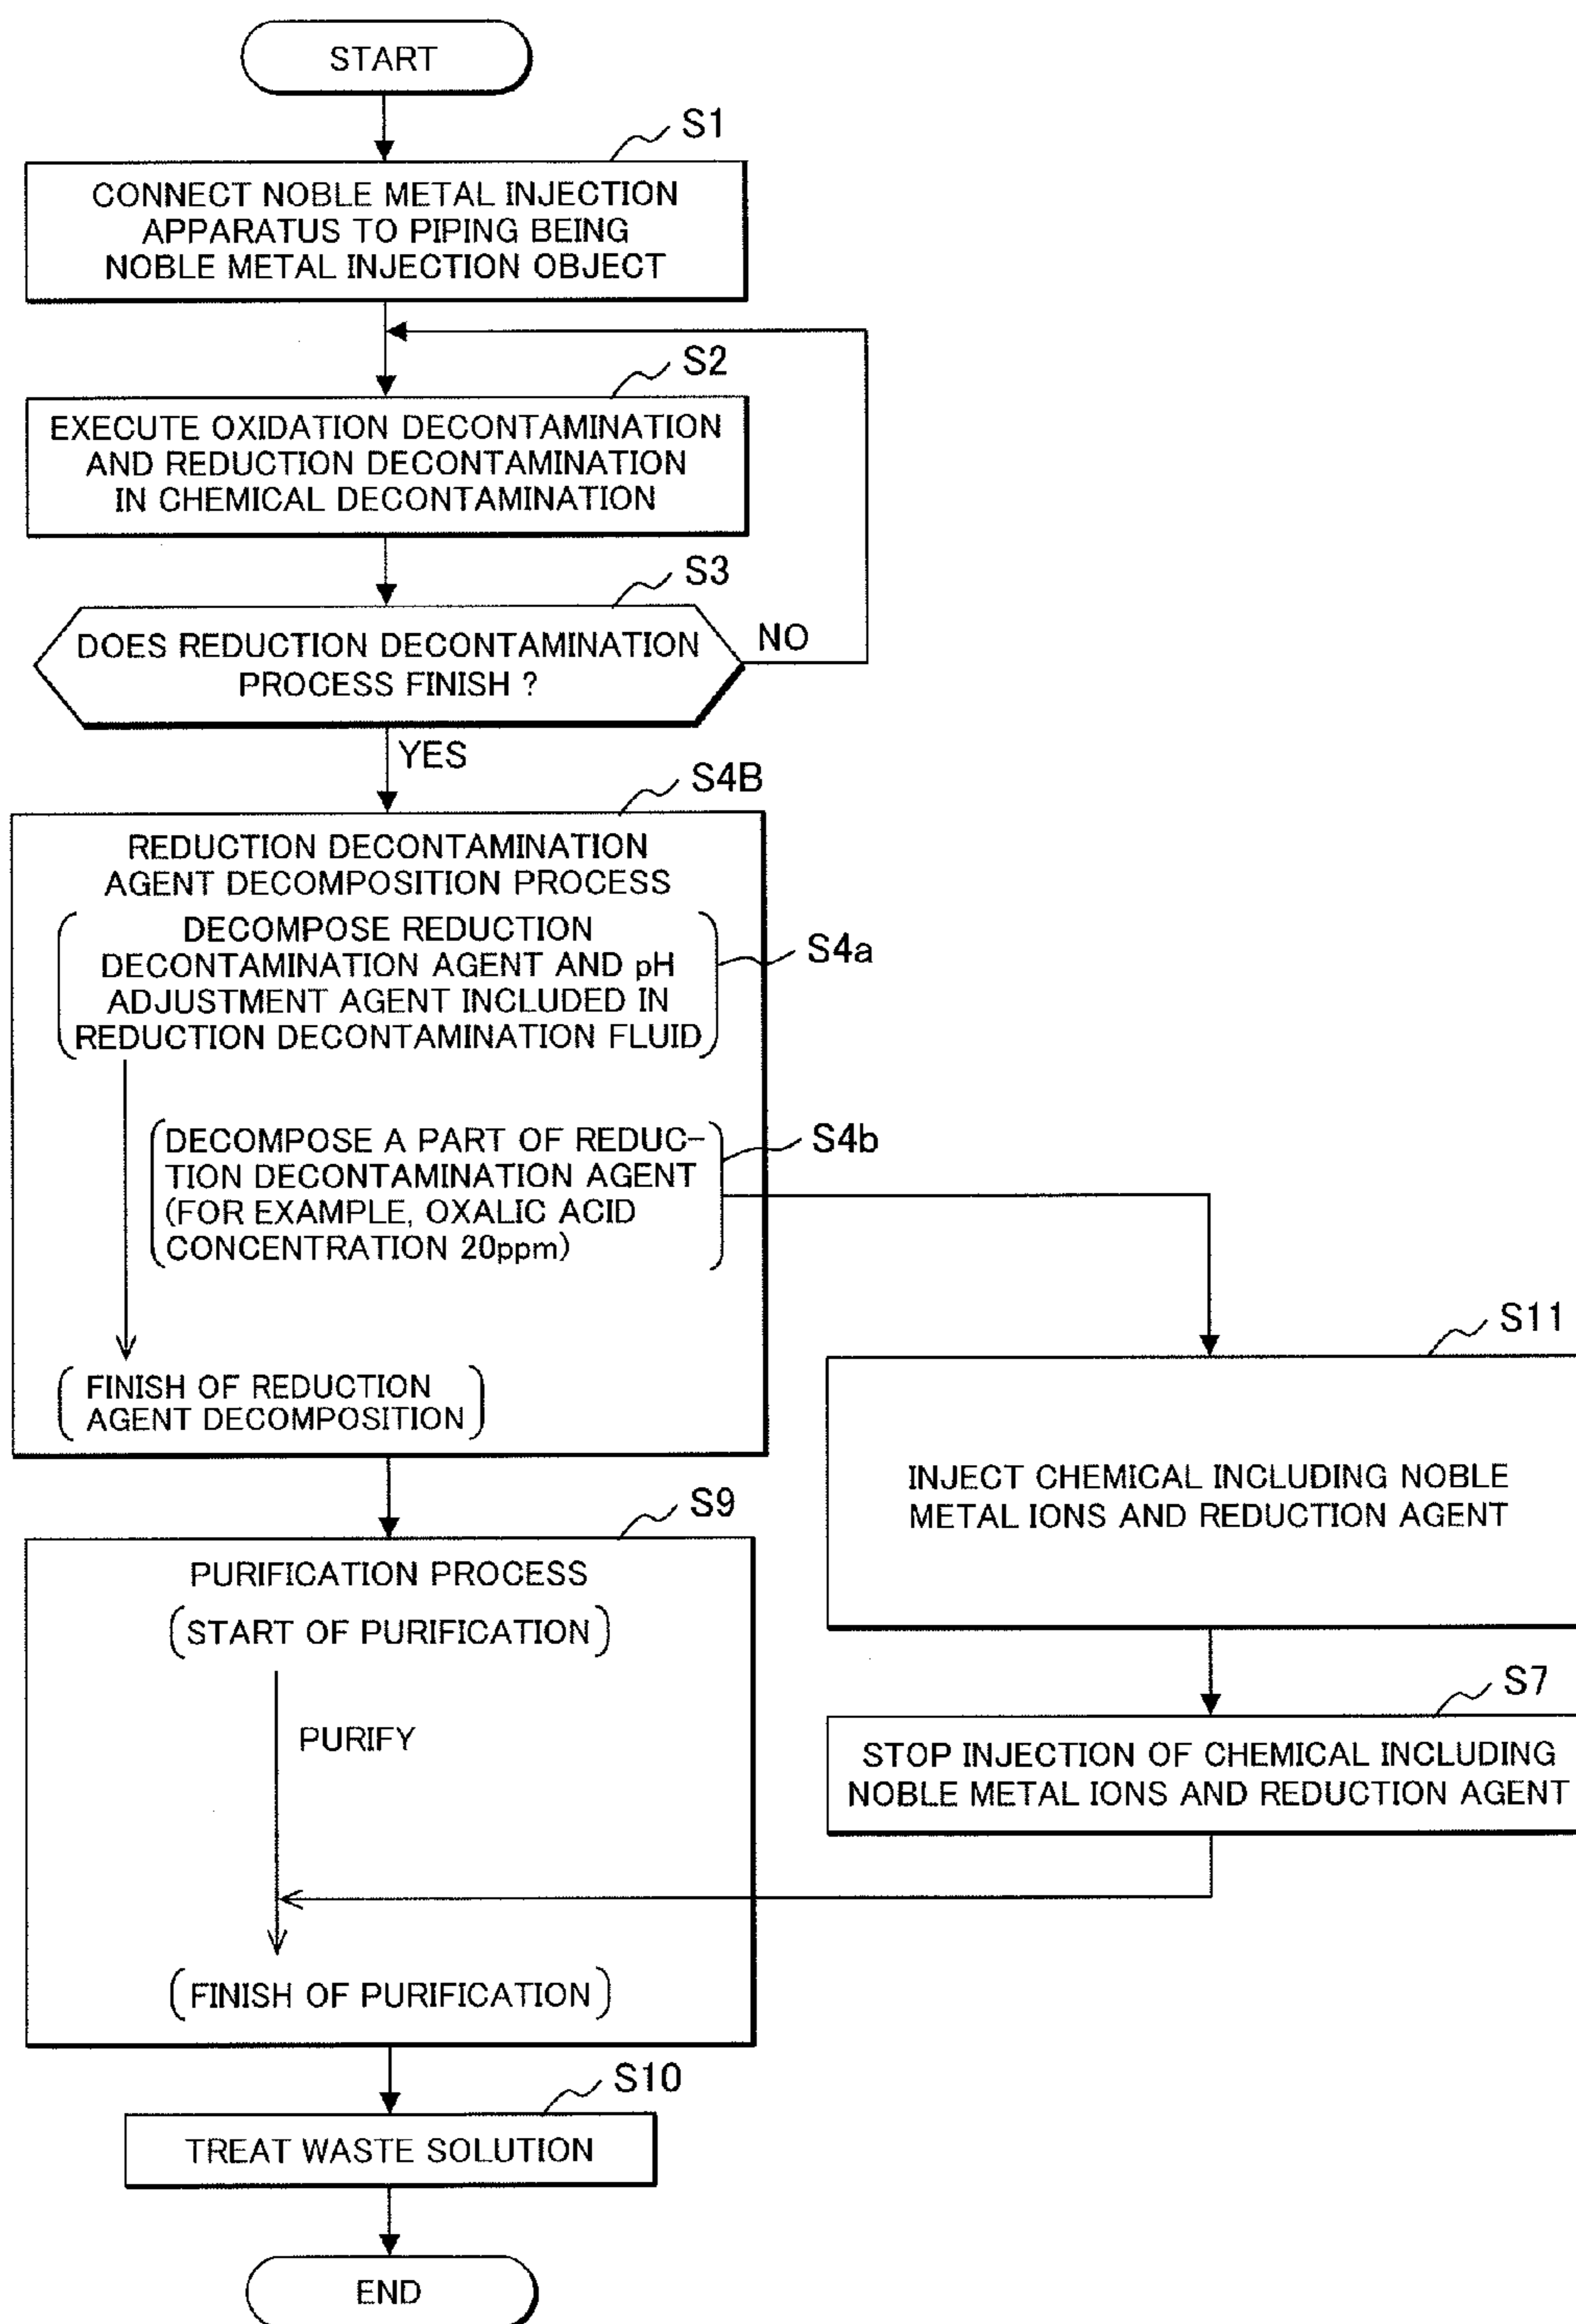 START
S1
CONNECT NOBLE METAL INJECTION
APPARATUS TO PIPING BEING
NOBLE METAL INJECTION OBJECT
S2
EXECUTE OXIDATION DECONTAMINATION
AND REDUCTION DECONTAMINATION
IN CHEMICAL DECONTAMINATION
S3
DOES REDUCTION DECONTAMINATION
PROCESS FINISH ?
NO
YES
S4B
REDUCTION DECONTAMINATION
AGENT DECOMPOSITION PROCESS
DECOMPOSE REDUCTION
DECONTAMINATION AGENT AND pH
ADJUSTMENT AGENT INCLUDED IN
REDUCTION DECONTAMINATION FLUID
S4a
DECOMPOSE A PART OF REDUC-
TION DECONTAMINATION AGENT
(FOR EXAMPLE, OXALIC ACID
CONCENTRATION 20ppm)
S4b
FINISH OF REDUCTION
AGENT DECOMPOSITION
S11
INJECT CHEMICAL INCLUDING NOBLE
METAL IONS AND REDUCTION AGENT
S9
PURIFICATION PROCESS
(START OF PURIFICATION)
PURIFY
S7
STOP INJECTION OF CHEMICAL INCLUDING
NOBLE METAL IONS AND REDUCTION AGENT
(FINISH OF PURIFICATION)
S10
TREAT WASTE SOLUTION
END